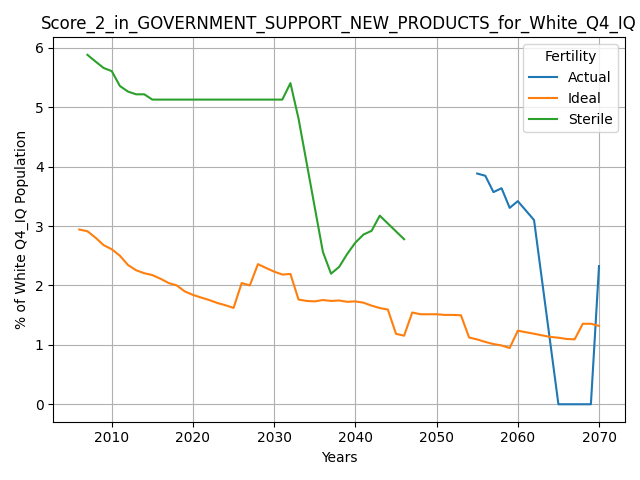 Score_2_in_GOVERNMENT_SUPPORT_NEW_PRODUCTS_for_White_Q4_IQ
Fertility
Actual
Ideal
Sterile
% of White Q4_IQ Population
6
5
4
3
2
1
0
2010 2020 2030 2040 2050 2060 2070
Years